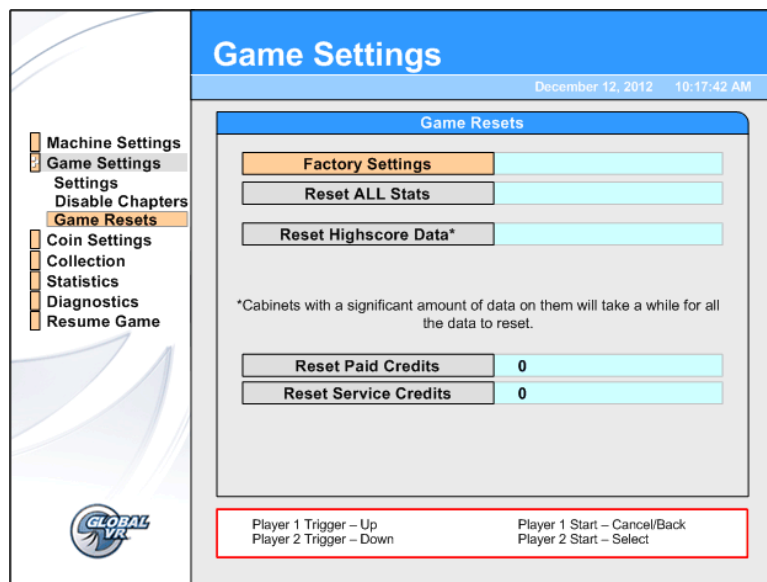 Game Settings
December 12, 2012 10:17:42 AM
Machine Settings
Game Settings
Settings
Disable Chapters
Game Resets
Coin Settings
Collection
Statistics
Diagnostics
Resume Game
GLOBAL
VR
Game Resets
Factory Settings
Reset ALL Stats
Reset Highscore Data*
*Cabinets with a significant amount of data on them will take a while for all
the data to reset.
Reset Paid Credits 0
Reset Service Credits 0
Player 1 Trigger – Up
Player 2 Trigger – Down
Player 1 Start – Cancel/Back
Player 2 Start – Select